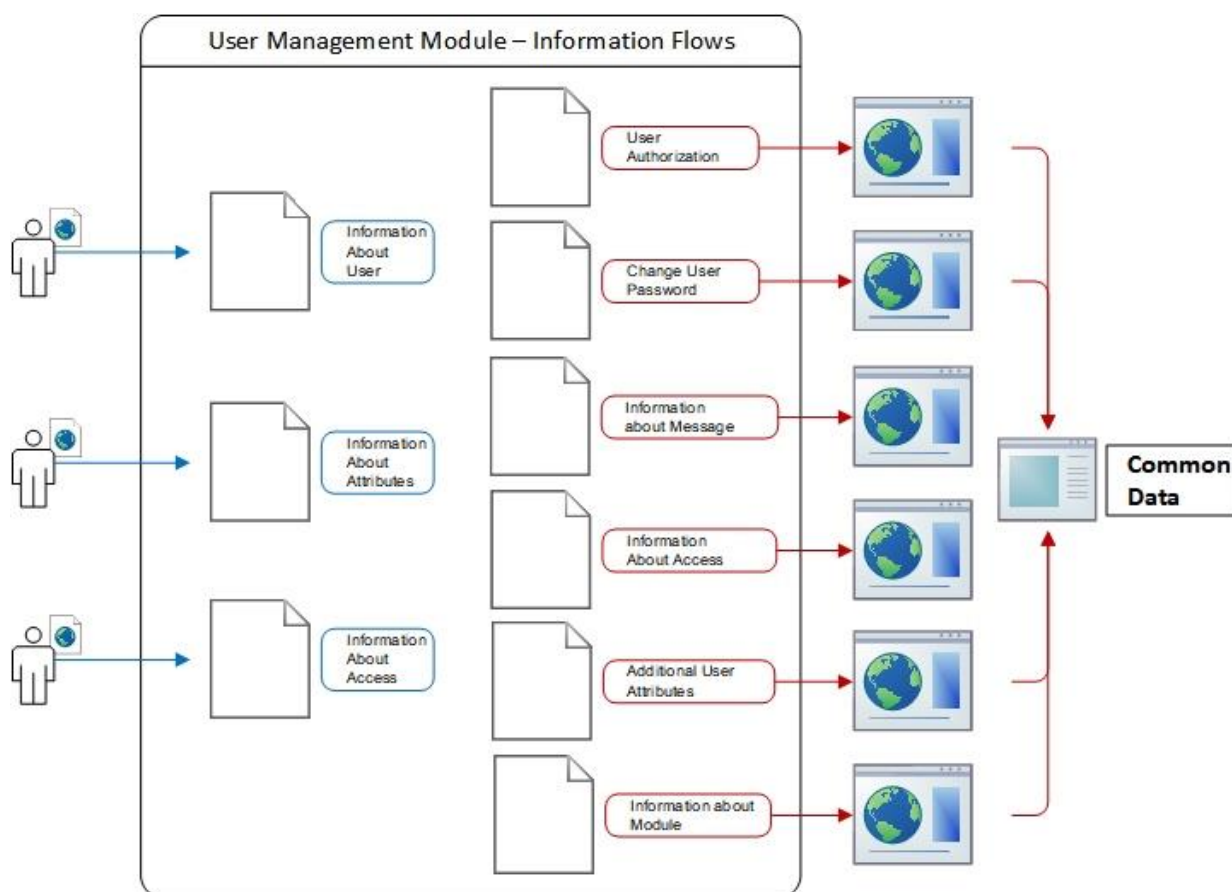 User Management Module – Information Flows
User
Authorization
Information
About
User
Change User
Password
Information
about Message
Information
About
Attributes
Common
Data
Information
About Access
Information
About
Access
Additional User
Attributes
Information about
Module